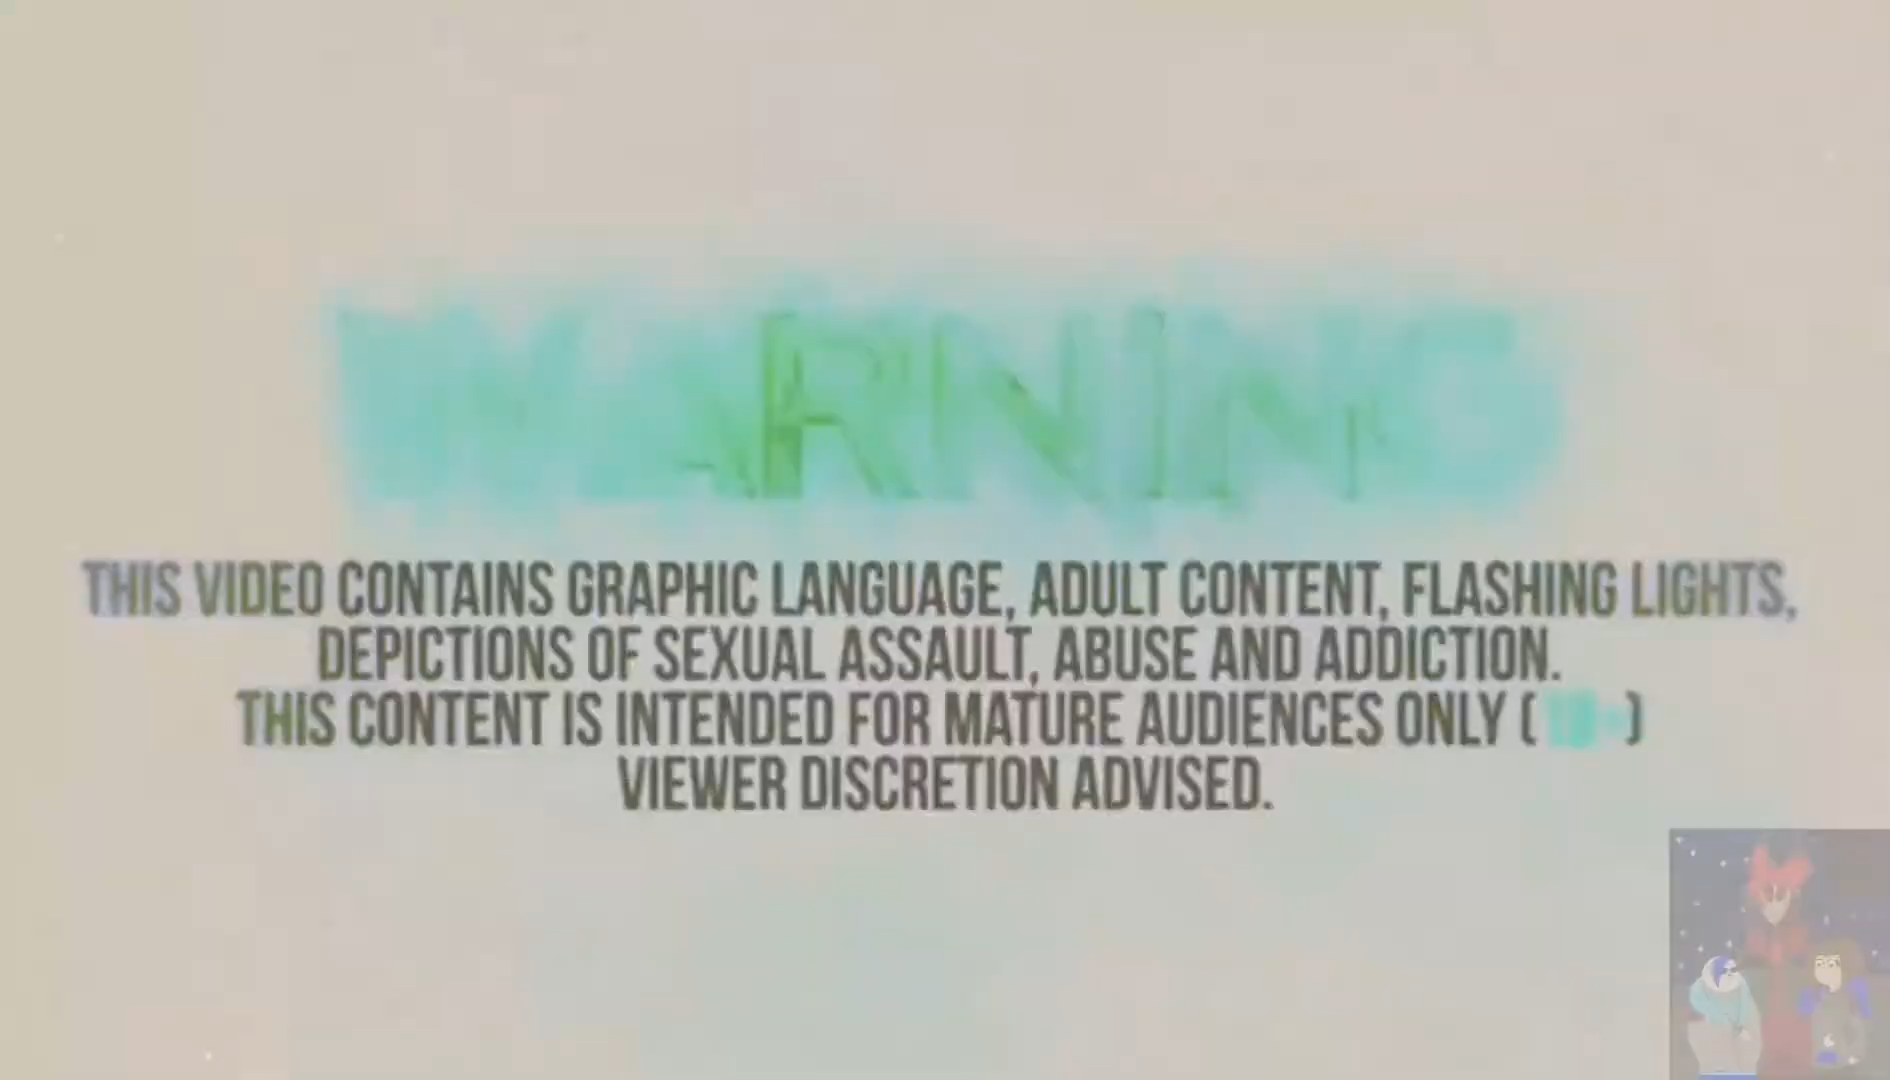 WARNING
THIS VIDEO CONTAINS GRAPHIC LANGUAGE, ADULT CONTENT, FLASHING LIGHTS,
DEPICTIONS OF SEXUAL ASSAULT, ABUSE AND ADDICTION.
THIS CONTENT IS INTENDED FOR MATURE AUDIENCES ONLY ( 18+)
VIEWER DISCRETION ADVISED.